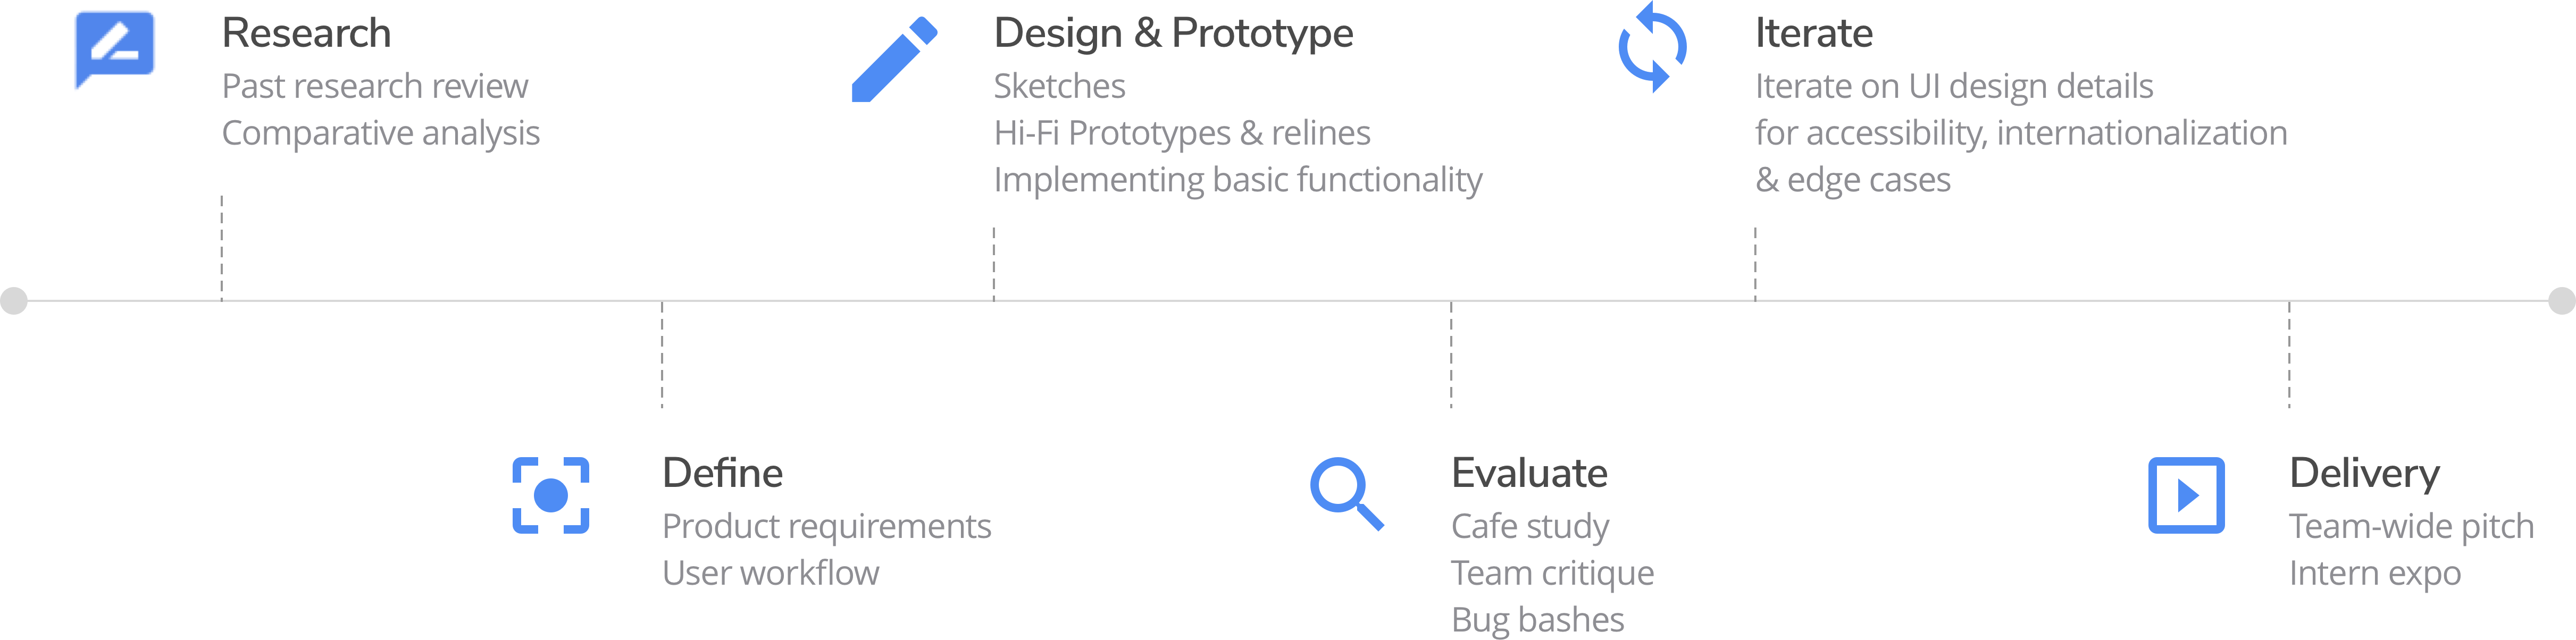 Research
Past research review
Comparative analysis
Define
Product requirements
User workflow
Design & Prototype
Sketches
Hi-Fi Prototypes & relines
Implementing basic functionality
Evaluate
Cafe study
Team critique
Bug bashes
Iterate
Iterate on UI design details
for accessibility, internationalization
& edge cases
Delivery
Team-wide pitch
Intern expo